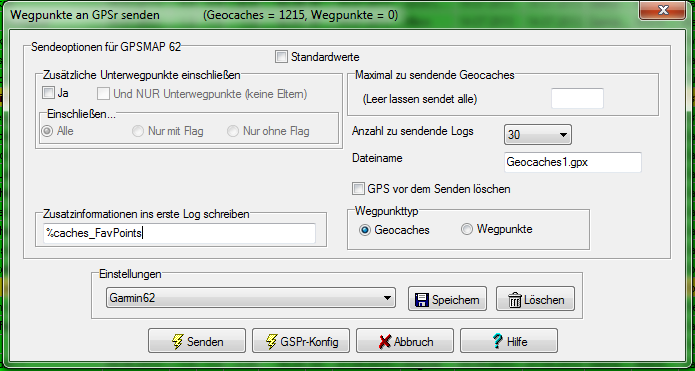 Wegpunkte an GPSr senden (Geocaches = 1215, Wegpunkte = 0)
Sendeoptionen für GPSMAP 62
Standardwerte
Zusätzliche Unterwegpunkte einschließen
Ja Und NUR Unterwegpunkte (keine Eltern)
Einschließen...
Alle Nur mit Flag Nur ohne Flag
Maximal zu sendende Geocaches
(Leer lassen sendet alle)
Anzahl zu sendende Logs 30
Dateiname Geocaches1.gpx
GPS vor dem Senden löschen
Zusatzinformationen ins erste Log schreiben
%caches_FavPoints
Wegpunkttyp
Geocaches Wegpunkte
Einstellungen
Garmin62 Speichern Löschen
Senden GSPr-Konfig Abbruch Hilfe